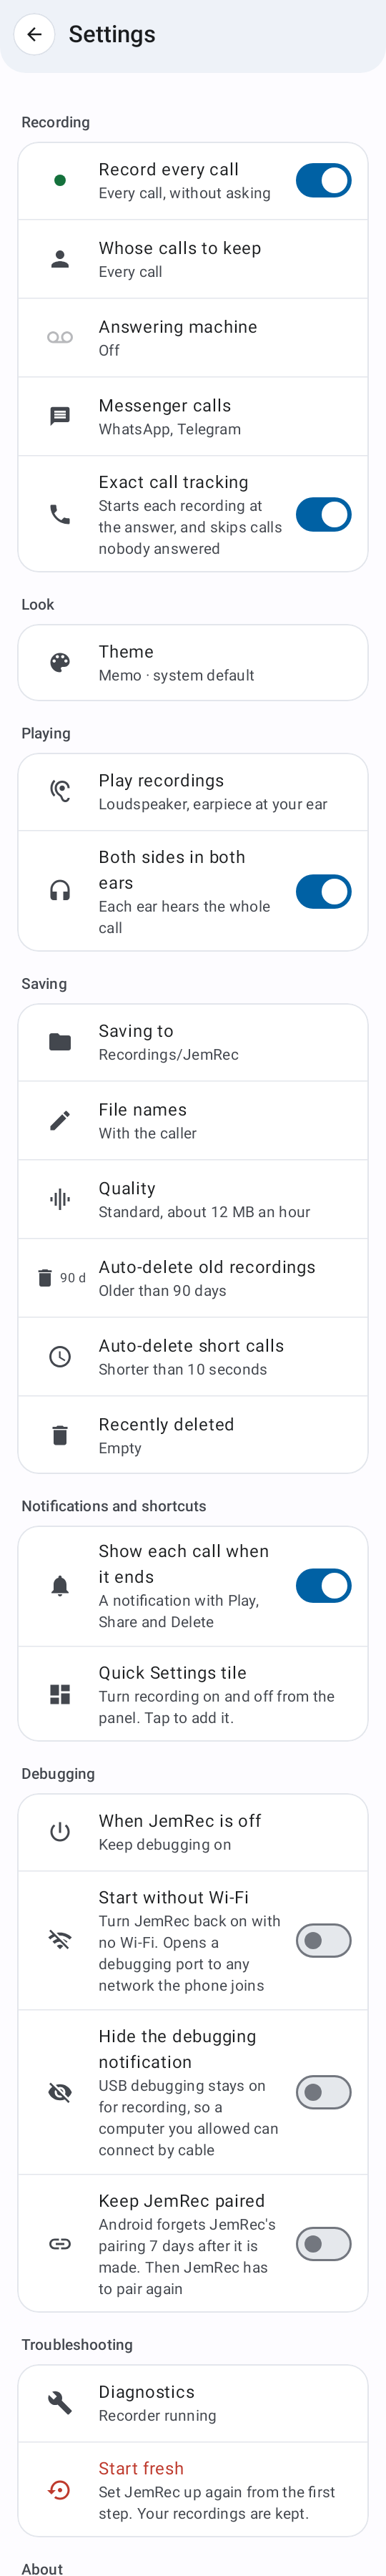 Settings
Recording
Record every call
Every call, without asking
Whose calls to keep
Every call
Answering machine
Off
Messenger calls
WhatsApp, Telegram
Exact call tracking
Starts each recording at
the answer, and skips calls
nobody answered
Look
Theme
Memo · system default
Playing
Play recordings
Loudspeaker, earpiece at your ear
Both sides in both
ears
Each ear hears the whole
call
Saving
Saving to
Recordings/JemRec
File names
With the caller
Quality
Standard, about 12 MB an hour
90 d
Auto-delete old recordings
Older than 90 days
Auto-delete short calls
Shorter than 10 seconds
Recently deleted
Empty
Notifications and shortcuts
Show each call when
it ends
A notification with Play,
Share and Delete
Quick Settings tile
Turn recording on and off from the
panel. Tap to add it.
Debugging
When JemRec is off
Keep debugging on
Start without Wi-Fi
Turn JemRec back on with
no Wi-Fi. Opens a
debugging port to any
network the phone joins
Hide the debugging
notification
USB debugging stays on
for recording, so a
computer you allowed can
connect by cable
Keep JemRec paired
Android forgets JemRec's
pairing 7 days after it is
made. Then JemRec has
to pair again
Troubleshooting
Diagnostics
Recorder running
Start fresh
Set JemRec up again from the first
step. Your recordings are kept.
About